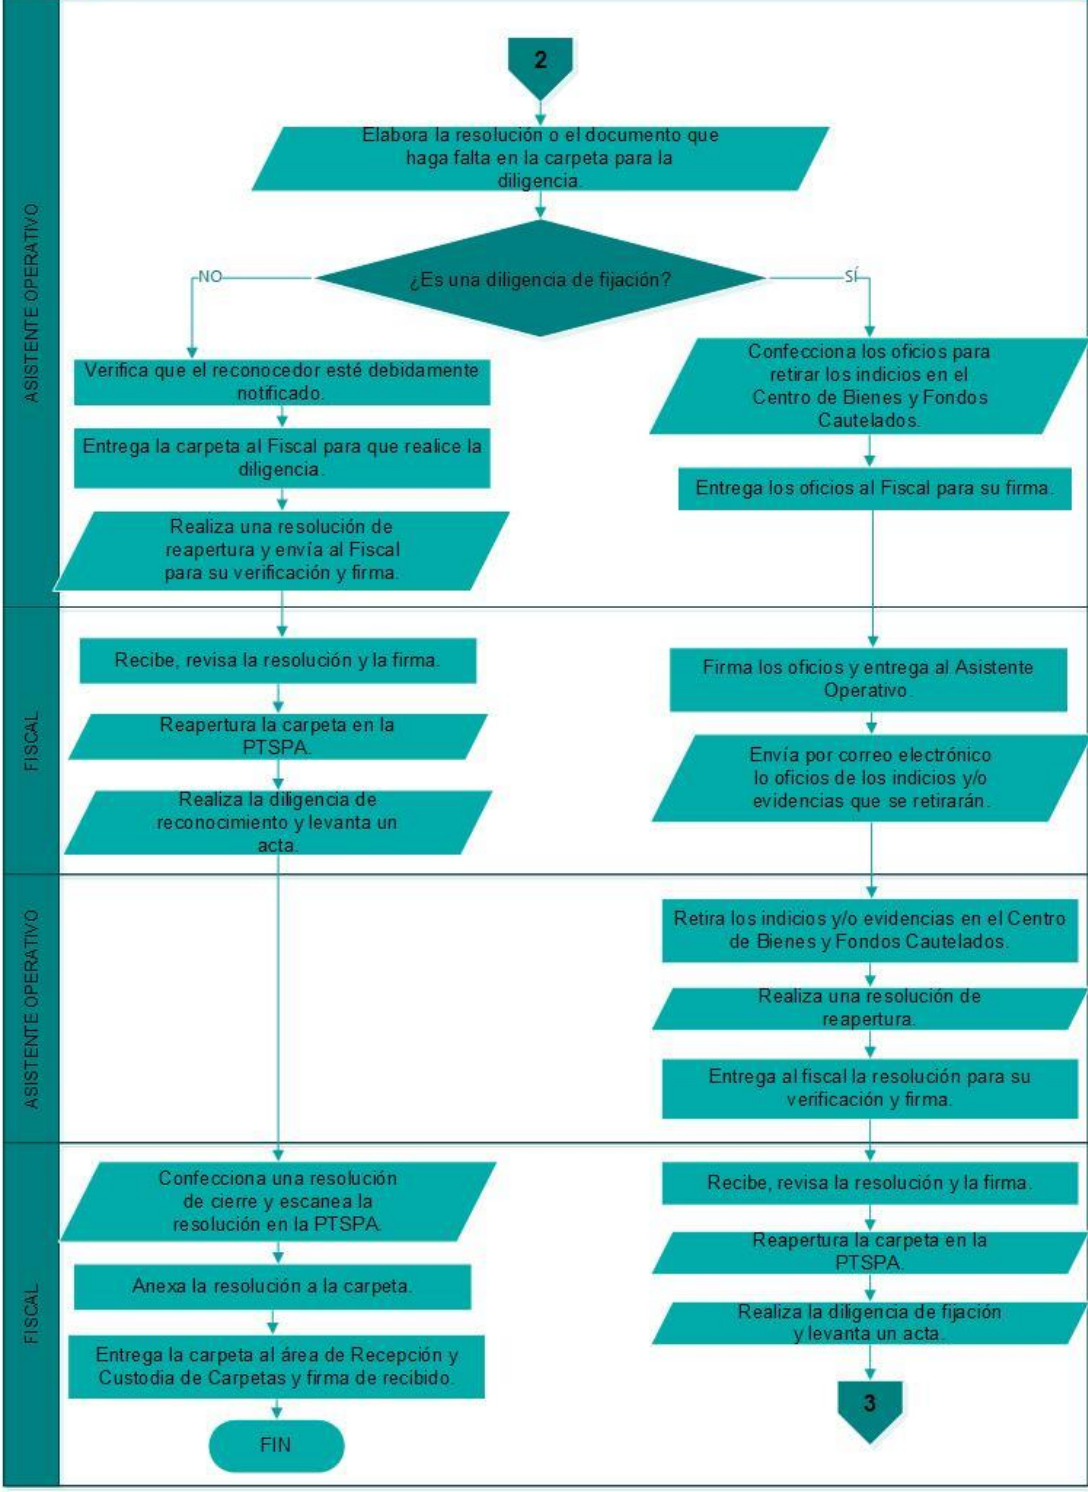 2
Elabora la resolución o el documento que
haga falta en la carpeta para la
diligencia.
¿Es una diligencia de fijación?
NO
SÍ
ASISTENTE OPERATIVO
Verifica que el reconocedor esté debidamente
notificado.
Entrega la carpeta al Fiscal para que realice la
diligencia.
Realiza una resolución de
reapertura y envía al Fiscal
para su verificación y firma.
Confecciona los oficios para
retirar los indicios en el
Centro de Bienes y Fondos
Cautelados.
Entrega los oficios al Fiscal para su firma.
FISCAL
Recibe, revisa la resolución y la firma.
Reapertura la carpeta en la
PTSPA.
Realiza la diligencia de
reconocimiento y levanta un
acta.
Firma los oficios y entrega al Asistente
Operativo.
Envía por correo electrónico
lo oficios de los indicios y/o
evidencias que se retirarán.
ASISTENTE OPERATIVO
Retira los indicios y/o evidencias en el Centro
de Bienes y Fondos Cautelados.
Realiza una resolución de
reapertura.
Entrega al fiscal la resolución para su
verificación y firma.
FISCAL
Confecciona una resolución
de cierre y escanea la
resolución en la PTSPA.
Anexa la resolución a la carpeta.
Entrega la carpeta al área de Recepción y
Custodia de Carpetas y firma de recibido.
FIN
Recibe, revisa la resolución y la firma.
Reapertura la carpeta en la
PTSPA.
Realiza la diligencia de fijación
y levanta un acta.
3